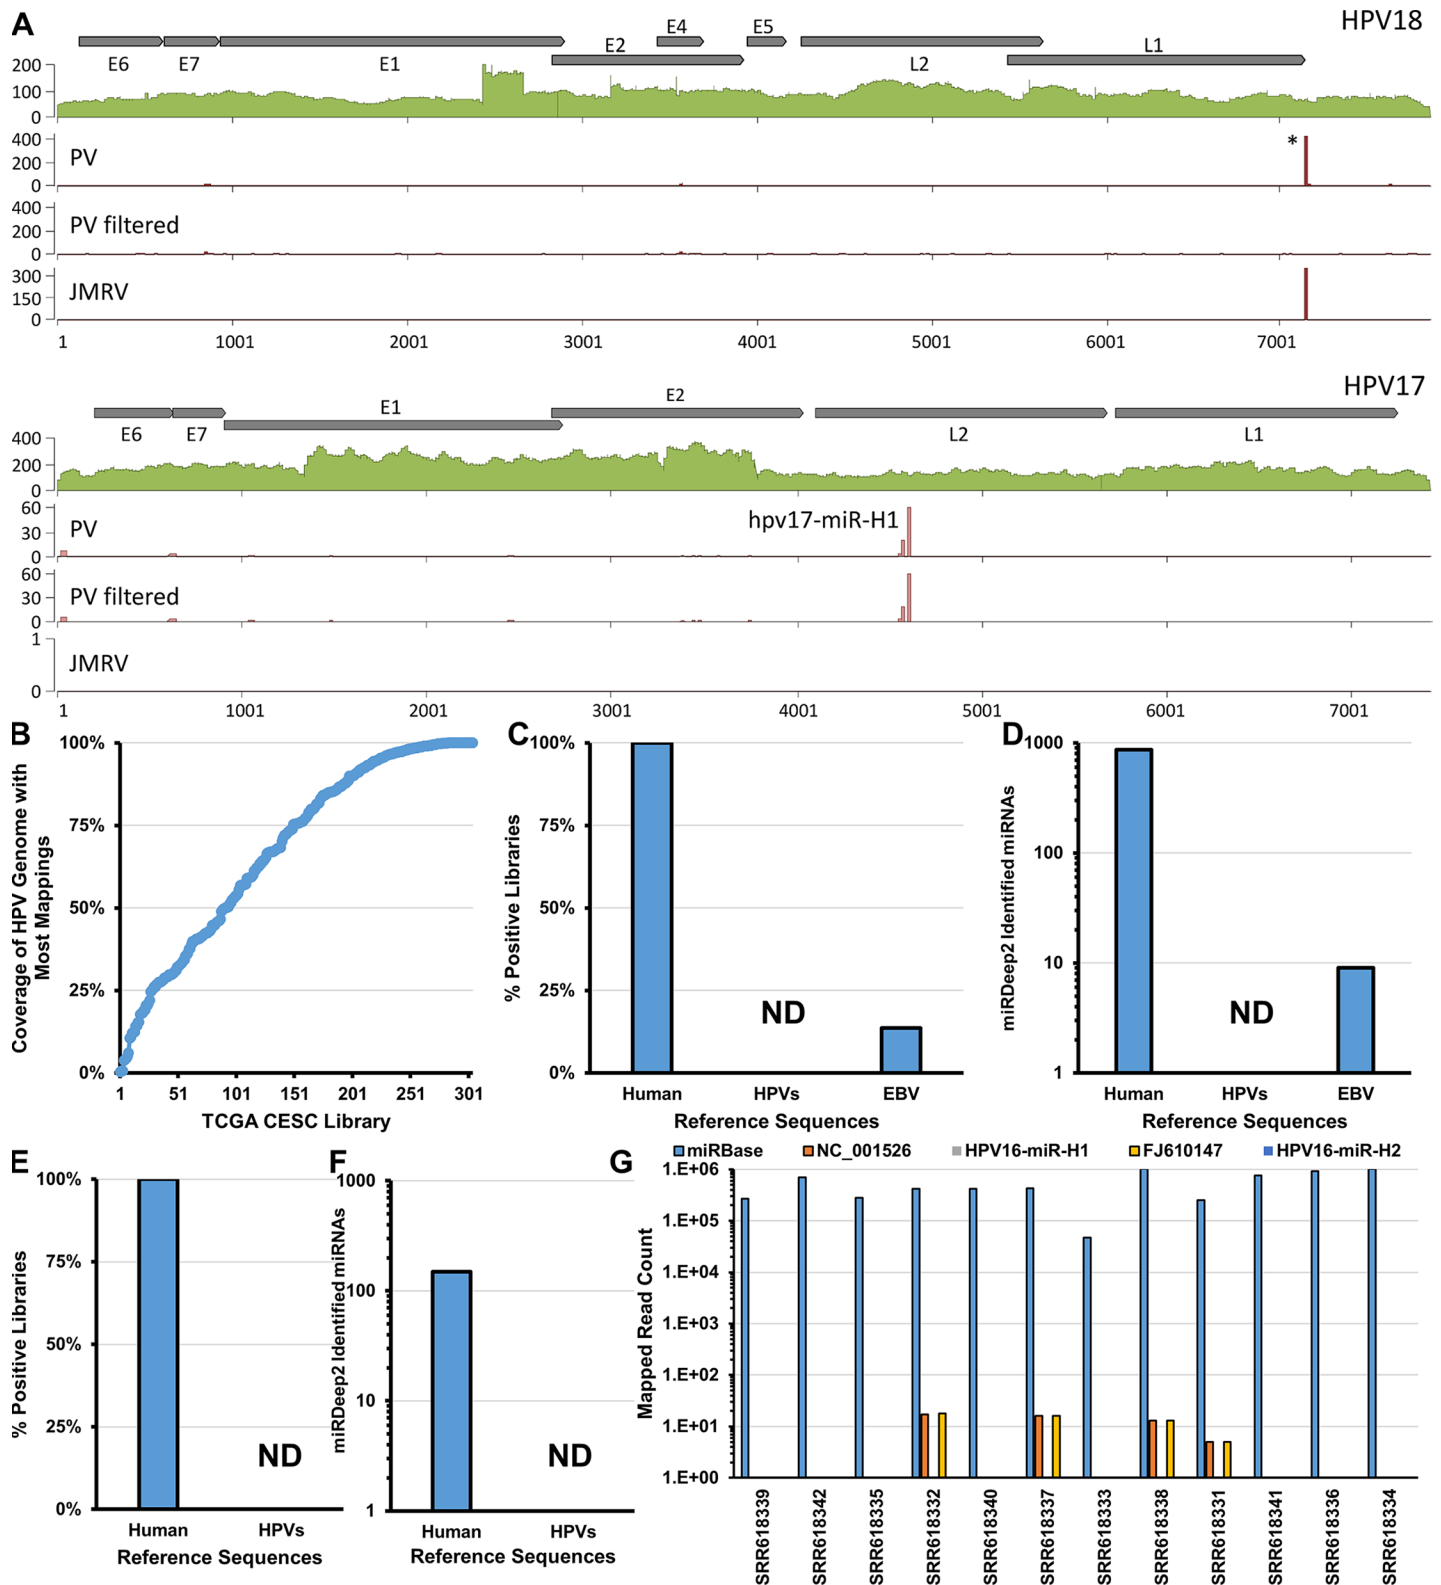 A
HPV18
E6
E7
E1
E2
E4
E5
L2
L1
200
100
0
400
200
0
PV
*
400
200
0
PV filtered
300
150
0
JMRV
1
1001
2001
3001
4001
5001
6001
7001
HPV17
E6
E7
E1
E2
L2
L1
400
200
0
60
30
0
PV
hpv17-miR-H1
60
30
0
PV filtered
1
0
JMRV
1
1001
2001
3001
4001
5001
6001
7001
B
Coverage of HPV Genome with
Most Mappings
100%
75%
50%
25%
0%
1
51
101
151
201
251
301
TCGA CESC Library
C
% Positive Libraries
100%
75%
50%
25%
0%
ND
Human
HPVs
EBV
Reference Sequences
D
miRDeep2 Identified miRNAs
1000
100
10
1
ND
Human
HPVs
EBV
Reference Sequences
E
% Positive Libraries
100%
75%
50%
25%
0%
ND
Human
HPVs
Reference Sequences
F
miRDeep2 Identified miRNAs
1000
100
10
1
ND
Human
HPVs
Reference Sequences
G
miRBase
NC_001526
HPV16-miR-H1
FJ610147
HPV16-miR-H2
Mapped Read Count
1.E+06
1.E+05
1.E+04
1.E+03
1.E+02
1.E+01
1.E+00
SRR618339
SRR618342
SRR618335
SRR618332
SRR618340
SRR618337
SRR618333
SRR618338
SRR618331
SRR618341
SRR618336
SRR618334